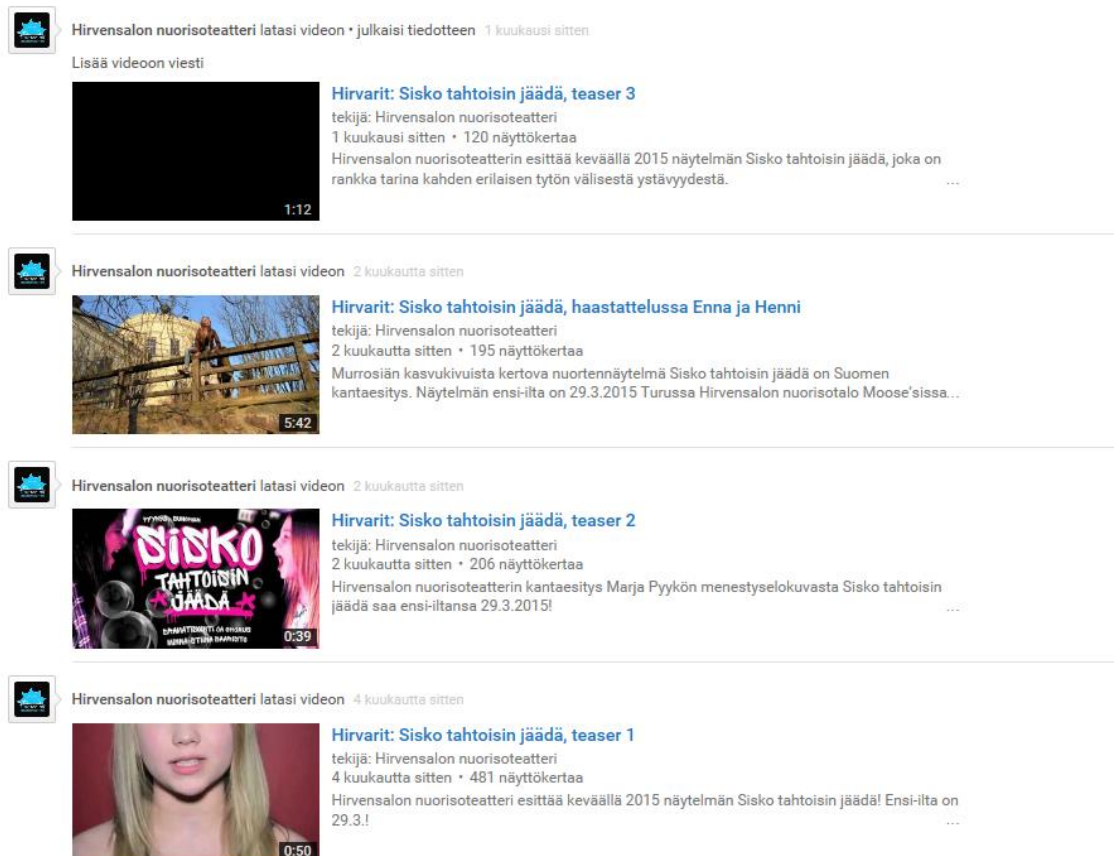 Hirvensalon nuorisoteatteri latasi videon • julkaisi tiedotteen 1 kuukausi sitten
Lisää videoon viesti
1:12
Hirvarit: Sisko tahtoisin jäädä, teaser 3
tekijä: Hirvensalon nuorisoteatteri
1 kuukausi sitten • 120 näyttökertaa
Hirvensalon nuorisoteatterin esittää keväällä 2015 näytelmän Sisko tahtoisin jäädä, joka on
rankka tarina kahden erilaisen tytön välisestä ystävyydestä. ...
Hirvensalon nuorisoteatteri latasi videon 2 kuukautta sitten
5:42
Hirvarit: Sisko tahtoisin jäädä, haastattelussa Enna ja Henni
tekijä: Hirvensalon nuorisoteatteri
2 kuukautta sitten • 195 näyttökertaa
Murrosiän kasvukivuista kertova nuortennäytelmä Sisko tahtoisin jäädä on Suomen
kantaesitys. Näytelmän ensi-ilta on 29.3.2015 Turussa Hirvensalon nuorisotalo Moose'sissa...
Hirvensalon nuorisoteatteri latasi videon 2 kuukautta sitten
SISKO
TAHTOISIN
JÄÄDÄ
0:39
Hirvarit: Sisko tahtoisin jäädä, teaser 2
tekijä: Hirvensalon nuorisoteatteri
2 kuukautta sitten • 206 näyttökertaa
Hirvensalon nuorisoteatterin kantaesitys Marja Pyykön menestyselokuvasta Sisko tahtoisin
jäädä saa ensi-iltansa 29.3.2015! ...
Hirvensalon nuorisoteatteri latasi videon 4 kuukautta sitten
0:50
Hirvarit: Sisko tahtoisin jäädä, teaser 1
tekijä: Hirvensalon nuorisoteatteri
4 kuukautta sitten • 481 näyttökertaa
Hirvensalon nuorisoteatteri esittää keväällä 2015 näytelmän Sisko tahtoisin jäädä! Ensi-ilta on
29.3.! ...